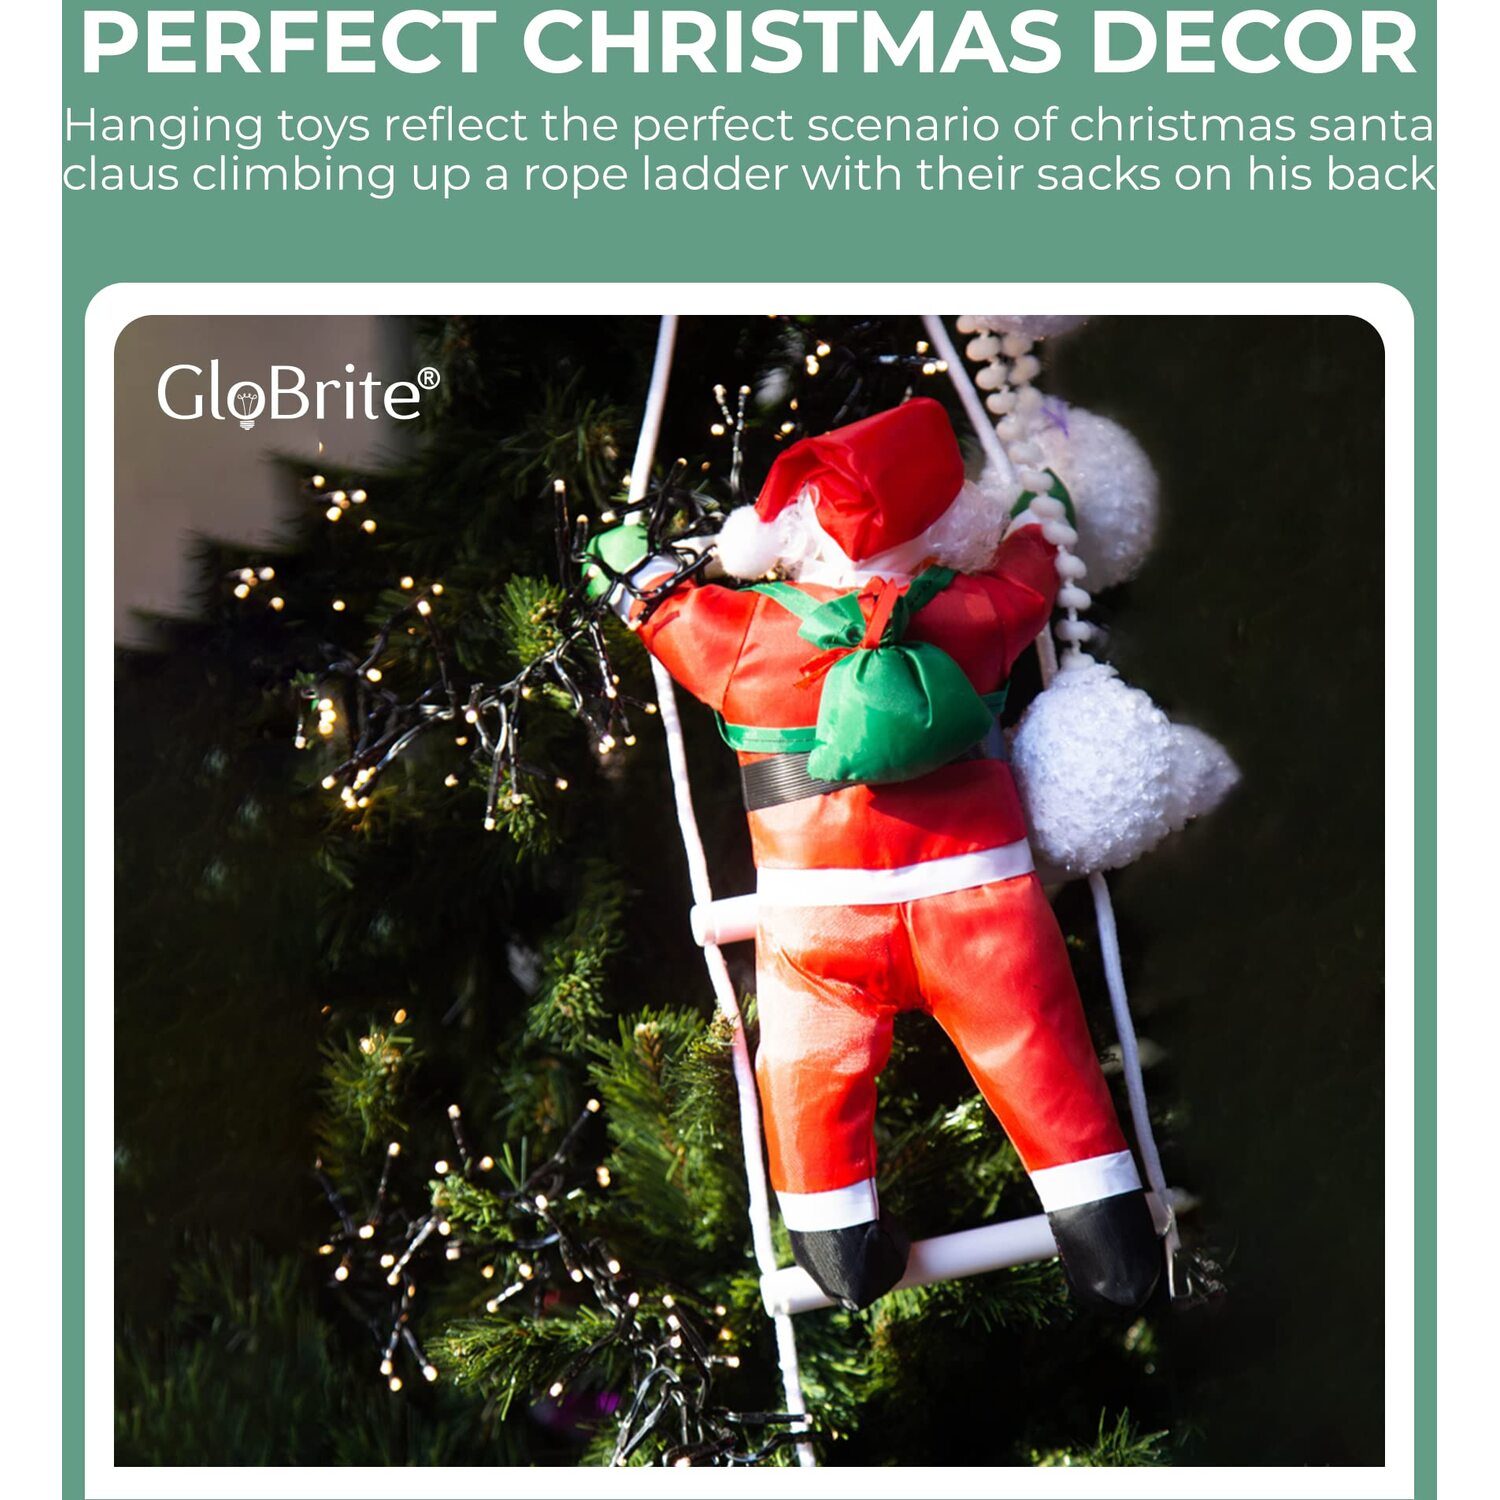 PERFECT CHRISTMAS DECOR
Hanging toys reflect the perfect scenario of christmas santa
claus climbing up a rope ladder with their sacks on his back
GloBrite®